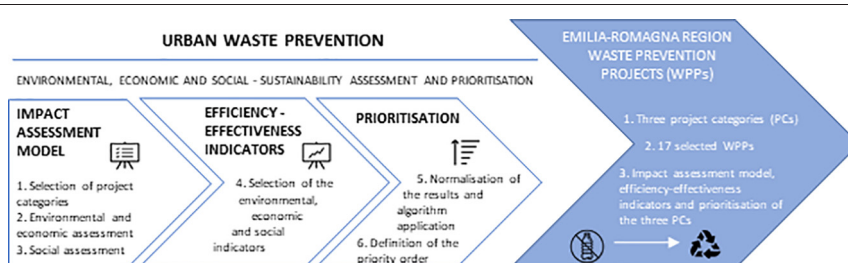 URBAN WASTE PREVENTION
ENVIRONMENTAL, ECONOMIC AND SOCIAL - SUSTAINABILITY ASSESSMENT AND PRIORITISATION
IMPACT
ASSESSMENT
MODEL
1. Selection of project
categories
2. Environmental and
economic assessment
3. Social assessment
EFFICIENCY -
EFFECTIVENESS
INDICATORS
4. Selection of the
environmental,
economic
and social
indicators
PRIORITISATION
5. Normalisation of
the results and
algorithm
application
6. Definition of the
priority order
EMILIA-ROMAGNA REGION
WASTE PREVENTION
PROJECTS (WPPs)
1. Three project categories (PCs)
2. 17 selected WPPs
3. Impact assessment model,
efficiency-effectiveness
indicators and prioritisation of
the three PCs